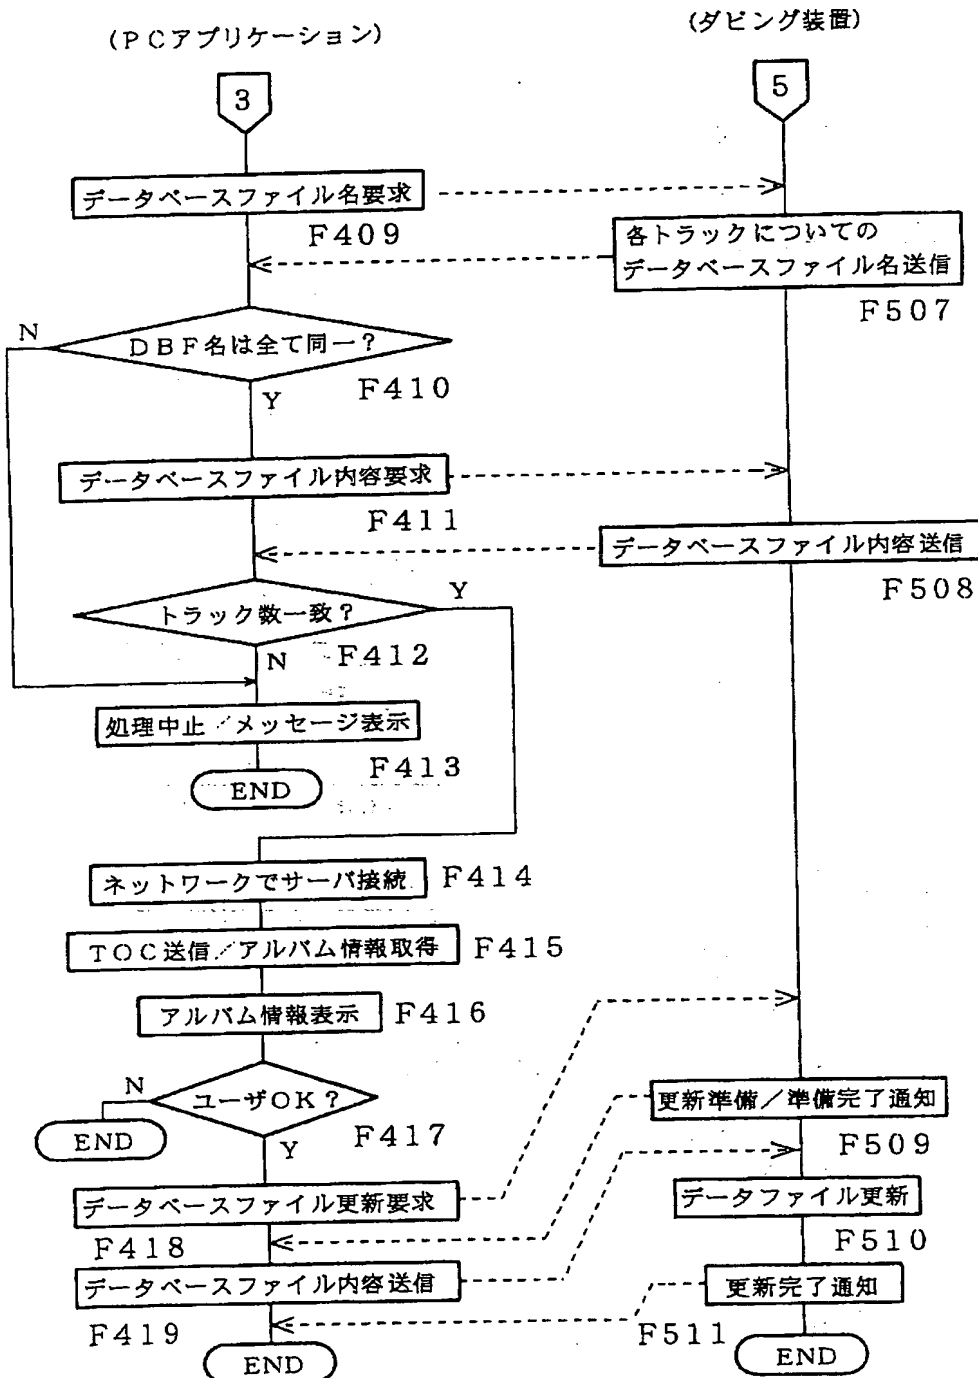 (PCアプリケーション)
(ダビング装置)
3
5
データベースファイル名要求
F409
各トラックについての
データベースファイル名送信
F507
N
DBF名は全て同一?
F410
Y
データベースファイル内容要求
F411
データベースファイル内容送信
F508
トラック数一致?
Y
F412
N
処理中止/メッセージ表示
F413
END
ネットワークでサーバ接続
F414
TOC送信/アルバム情報取得
F415
アルバム情報表示
F416
N
ユーザOK?
F417
END
Y
更新準備/準備完了通知
F509
データベースファイル更新要求
F418
データファイル更新
F510
データベースファイル内容送信
F419
更新完了通知
F511
END
END